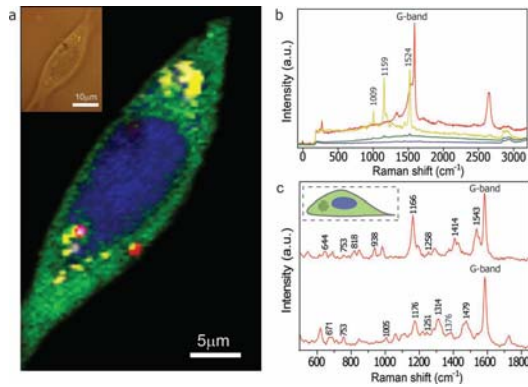 a
10μm
5μm
b
G-band
1009
1159
1524
Intensity (a.u.)
0 500 1000 1500 2000 2500 3000
Raman shift (cm-1)
c
G-band
1166
1543
1414
644
753
818
938
1258
G-band
671
753
1005
1176
1251
1314
1376
1479
Intensity (a.u.)
600 800 1000 1200 1400 1600 1800
Raman shift (cm-1)